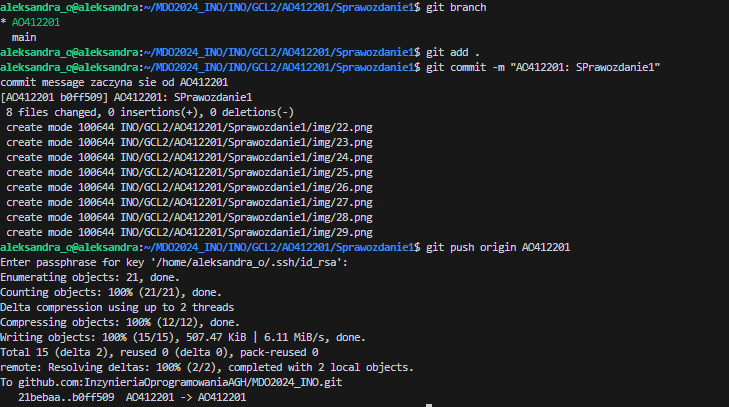 aleksandra_o@aleksandra:~/MDO2024_INO/INO/GCL2/AO412201/Sprawozdanie1$ git branch
* AO412201
  main
aleksandra_o@aleksandra:~/MDO2024_INO/INO/GCL2/AO412201/Sprawozdanie1$ git add .
aleksandra_o@aleksandra:~/MDO2024_INO/INO/GCL2/AO412201/Sprawozdanie1$ git commit -m "AO412201: SPrawozdanie1"
commit message zaczyna sie od AO412201
[AO412201 b0ff509] AO412201: SPrawozdanie1
 8 files changed, 0 insertions(+), 0 deletions(-)
 create mode 100644 INO/GCL2/AO412201/Sprawozdanie1/img/22.png
 create mode 100644 INO/GCL2/AO412201/Sprawozdanie1/img/23.png
 create mode 100644 INO/GCL2/AO412201/Sprawozdanie1/img/24.png
 create mode 100644 INO/GCL2/AO412201/Sprawozdanie1/img/25.png
 create mode 100644 INO/GCL2/AO412201/Sprawozdanie1/img/26.png
 create mode 100644 INO/GCL2/AO412201/Sprawozdanie1/img/27.png
 create mode 100644 INO/GCL2/AO412201/Sprawozdanie1/img/28.png
 create mode 100644 INO/GCL2/AO412201/Sprawozdanie1/img/29.png
aleksandra_o@aleksandra:~/MDO2024_INO/INO/GCL2/AO412201/Sprawozdanie1$ git push origin AO412201
Enter passphrase for key '/home/aleksandra_o/.ssh/id_rsa':
Enumerating objects: 21, done.
Counting objects: 100% (21/21), done.
Delta compression using up to 2 threads
Compressing objects: 100% (12/12), done.
Writing objects: 100% (15/15), 507.47 KiB | 6.11 MiB/s, done.
Total 15 (delta 2), reused 0 (delta 0), pack-reused 0
remote: Resolving deltas: 100% (2/2), completed with 2 local objects.
To github.com:InzynieriaOprogramowaniaAGH/MDO2024_INO.git
   21bebaa..b0ff509  AO412201 -> AO412201